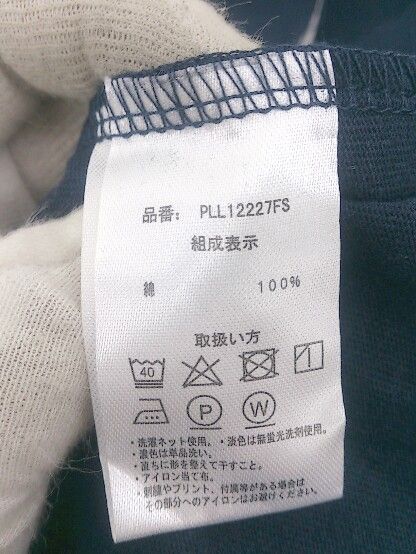 品番: PLL12227FS
組成表示
綿 100%
取扱い方
40
P W
・洗濯ネット使用。・淡色は無蛍光洗剤使用。
・濃色は単品洗い。
・直ちに形を整えて干すこと。
・アイロン当て布。
・刺繍やプリント、付属等がある場合は
その部分へのアイロンはお避けください。